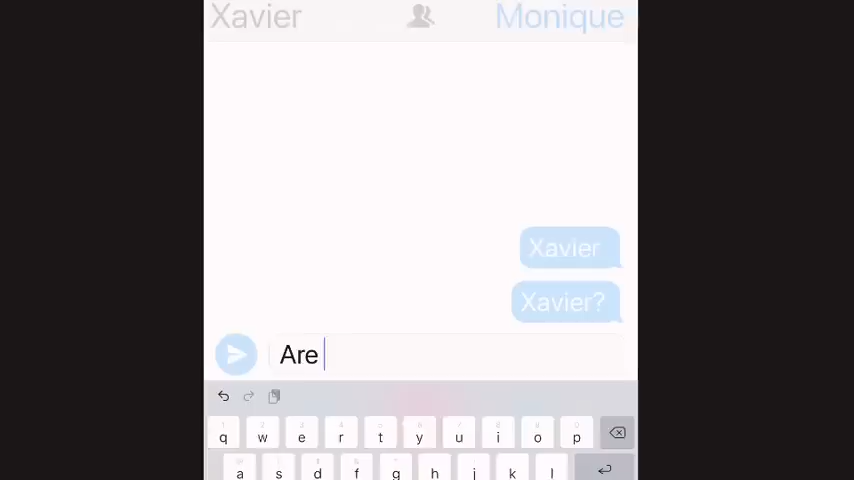 Xavier Monique
Xavier
Xavier?
Are
q w e r t y u i o p
a s d f g h j k l